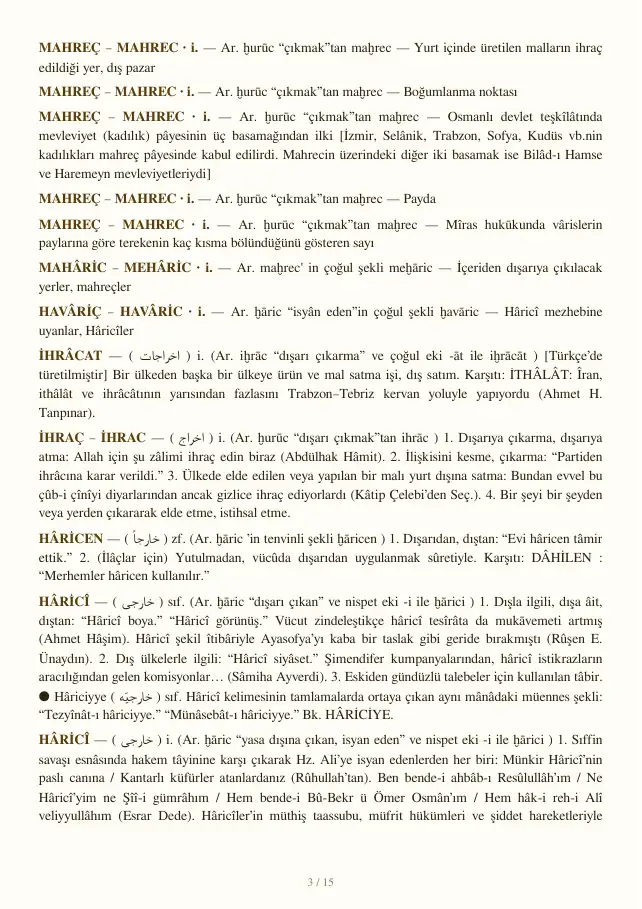 MAHREÇ – MAHREC · i. — Ar. ḫurūc “çıkmak”tan maḫrec — Yurt içinde üretilen malların ihraç
edildiği yer, dış pazar
MAHREÇ – MAHREC · i. — Ar. ḫurūc “çıkmak”tan maḫrec — Boğumlanma noktası
MAHREÇ – MAHREC · i. — Ar. ḫurūc “çıkmak”tan maḫrec — Osmanlı devlet teşkîlâtında
mevleviyet (kadılık) pâyesinin üç basamağından ilki [İzmir, Selânik, Trabzon, Sofya, Kudüs vb.nin
kadılıkları mahreç pâyesinde kabul edilirdi. Mahrecin üzerindeki diğer iki basamak ise Bilâd-ı Hamse
ve Haremeyn mevleviyetleriydi]
MAHREÇ – MAHREC · i. — Ar. ḫurūc “çıkmak”tan maḫrec — Payda
MAHREÇ – MAHREC · i. — Ar. ḫurūc “çıkmak”tan maḫrec — Mîras hukūkunda vârislerin
paylarına göre terekenin kaç kısma bölündüğünü gösteren sayı
MAHÂRİC – MEHÂRİC · i. — Ar. maḫrec' in çoğul şekli meḫāric — İçeriden dışarıya çıkılacak
yerler, mahreçler
HAVÂRİÇ – HAVÂRİC · i. — Ar. ḫāric “isyân eden”in çoğul şekli ḫavāric — Hâricî mezhebine
uyanlar, Hâricîler
İHRÂCAT — ( اخراجات ) i. (Ar. iḫrāc “dışarı çıkarma” ve çoğul eki -āt ile iḫrācāt ) [Türkçe’de
türetilmiştir] Bir ülkeden başka bir ülkeye ürün ve mal satma işi, dış satım. Karşıtı: İTHÂLÂT: Îran,
ithâlât ve ihrâcâtının yarısından fazlasını Trabzon–Tebriz kervan yoluyle yapıyordu (Ahmet H.
Tanpınar).
İHRAÇ – İHRAC — ( اخراج ) i. (Ar. ḫurūc “dışarı çıkmak”tan ihrāc ) 1. Dışarıya çıkarma, dışarıya
atma: Allah için şu zâlimi ihraç edin biraz (Abdülhak Hâmit). 2. İlişkisini kesme, çıkarma: “Partiden
ihrâcına karar verildi.” 3. Ülkede elde edilen veya yapılan bir malı yurt dışına satma: Bundan evvel bu
çûb-i çînîyi diyarlarından ancak gizlice ihraç ediyorlardı (Kâtip Çelebi’den Seç.). 4. Bir şeyi bir şeyden
veya yerden çıkararak elde etme, istihsal etme.
HÂRİCEN — ( خارجاً ) zf. (Ar. ḫāric ’in tenvinli şekli ḫāricen ) 1. Dışarıdan, dıştan: “Evi hâricen tâmir
ettik.” 2. (İlâçlar için) Yutulmadan, vücûda dışarıdan uygulanmak sûretiyle. Karşıtı: DÂHİLEN :
“Merhemler hâricen kullanılır.”
HÂRİCÎ — ( خارجى ) sıf. (Ar. ḫāric “dışarı çıkan” ve nispet eki -i ile ḫārici ) 1. Dışla ilgili, dışa âit,
dıştan: “Hâricî boya.” “Hâricî görünüş.” Vücut zindeleştikçe hâricî tesîrâta da mukāvemeti artmış
(Ahmet Hâşim). Hâricî şekil îtibâriyle Ayasofya’yı kaba bir taslak gibi geride bırakmıştı (Rûşen E.
Ünaydın). 2. Dış ülkelerle ilgili: “Hâricî siyâset.” Şimendifer kumpanyalarından, hâricî istikrazların
aracılığından gelen komisyonlar… (Sâmiha Ayverdi). 3. Eskiden gündüzlü talebeler için kullanılan tâbir.
● Hâriciyye ( خارجيّه ) sıf. Hâricî kelimesinin tamlamalarda ortaya çıkan aynı mânâdaki müennes şekli:
“Tezyînât-ı hâriciyye.” “Münâsebât-ı hâriciyye.” Bk. HÂRİCİYE.
HÂRİCÎ — ( خارجى ) i. (Ar. ḫāric “yasa dışına çıkan, isyan eden” ve nispet eki -i ile ḫārici ) 1. Sıffin
savaşı esnâsında hakem tâyinine karşı çıkarak Hz. Ali’ye isyan edenlerden her biri: Münkir Hâricî’nin
paslı canına / Kantarlı küfürler atanlardanız (Rûhullah’tan). Ben bende-i ahbâb-ı Resûlullâh’ım / Ne
Hâricî’yim ne Şîî-i gümrâhım / Hem bende-i Bû-Bekr ü Ömer Osmân’ım / Hem hâk-i reh-i Alî
veliyyullâhım (Esrar Dede). Hâricîler’in müthiş taassubu, müfrit hükümleri ve şiddet hareketleriyle
3 / 15